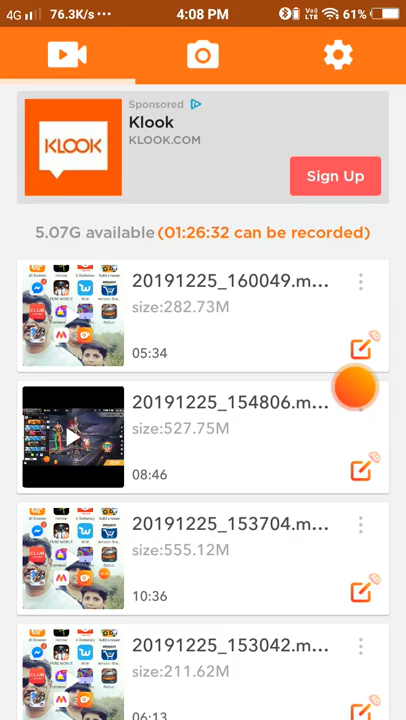 4G 76.3K/s ••• 4:08 PM VoD LTE 61%
Sponsored
Klook
KLOOK
KLOOK.COM
Sign Up
5.07G available (01:26:32 can be recorded)
20191225_160049.m...
size:282.73M
05:34
20191225_154806.m...
size:527.75M
08:46
20191225_153704.m...
size:555.12M
10:36
20191225_153042.m...
size:211.62M
06:13